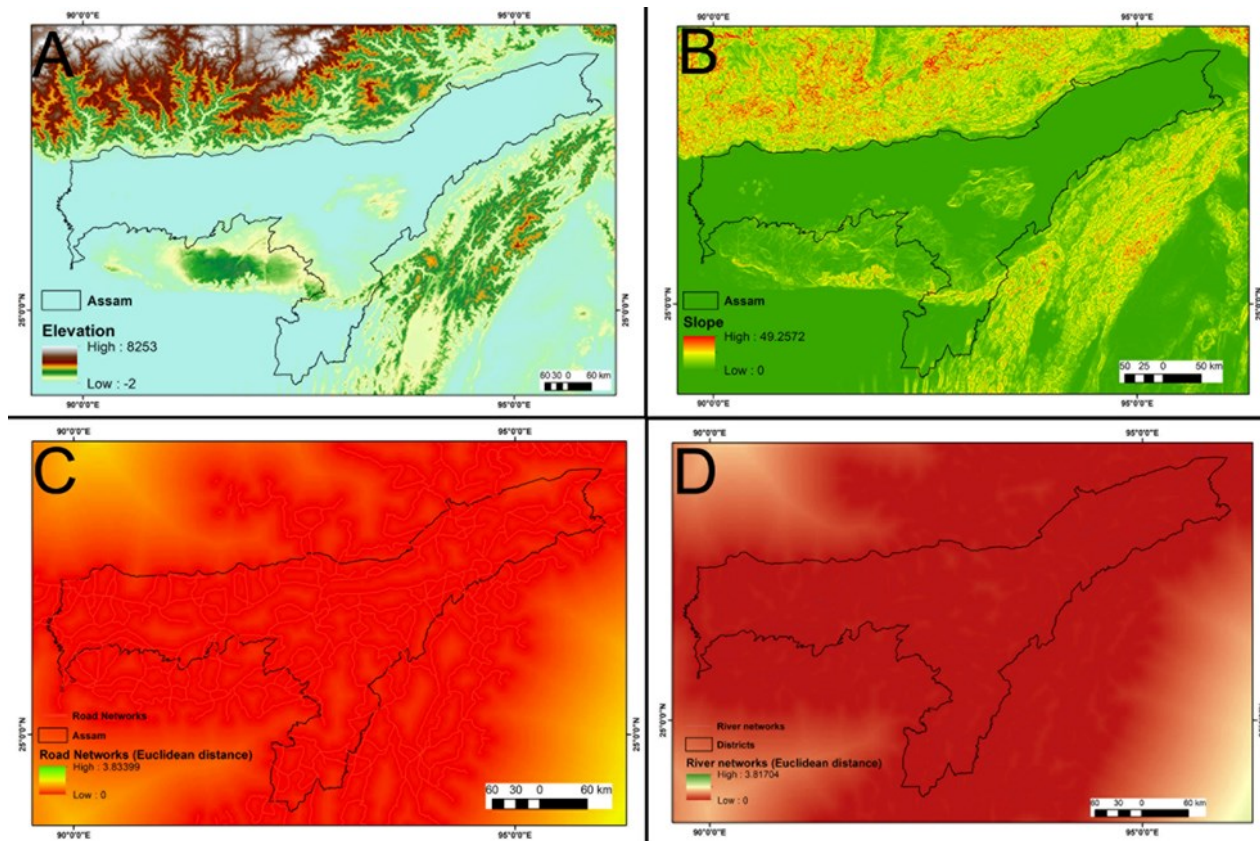 90°0'0"E 95°0'0"E
A
Assam
Elevation
High : 8253
Low : -2
25°0'0"N 25°0'0"N
60 30 0 60 km
90°0'0"E 95°0'0"E
90°0'0"E 95°0'0"E
B
Assam
Slope
High : 49.2572
Low : 0
25°0'0"N 25°0'0"N
50 25 0 50 km
90°0'0"E 95°0'0"E
90°0'0"E 95°0'0"E
C
Road Networks
Assam
Road Networks (Euclidean distance)
High : 3.83399
Low : 0
25°0'0"N 25°0'0"N
60 30 0 60 km
90°0'0"E 95°0'0"E
90°0'0"E 95°0'0"E
D
River networks
Districts
River networks (Euclidean distance)
High : 3.81704
Low : 0
25°0'0"N 25°0'0"N
60 30 0 60 km
90°0'0"E 95°0'0"E